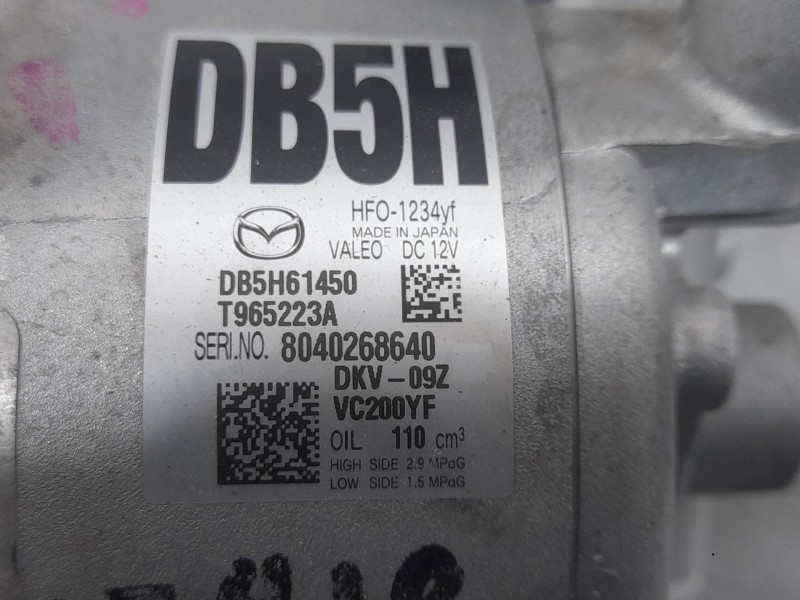 DB5H
HFO-1234yf
MADE IN JAPAN
VALEO DC 12V
DB5H61450
T965223A
SERI.NO. 8040268640
DKV-09Z
VC200YF
OIL 110 cm³
HIGH SIDE 2.9 MPaG
LOW SIDE 1.5 MPaG